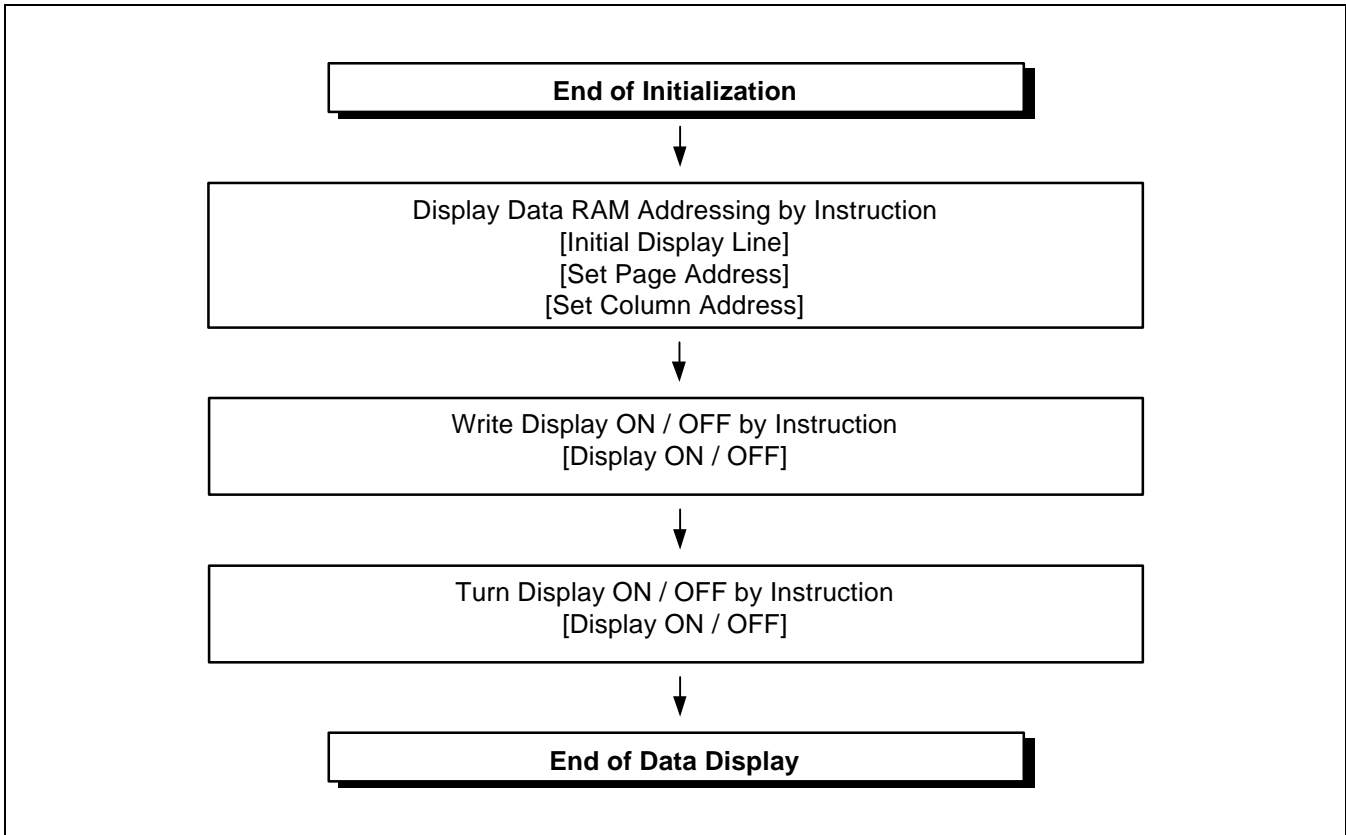 End of Initialization
Display Data RAM Addressing by Instruction
[Initial Display Line]
[Set Page Address]
[Set Column Address]
Write Display ON / OFF by Instruction
[Display ON / OFF]
Turn Display ON / OFF by Instruction
[Display ON / OFF]
End of Data Display